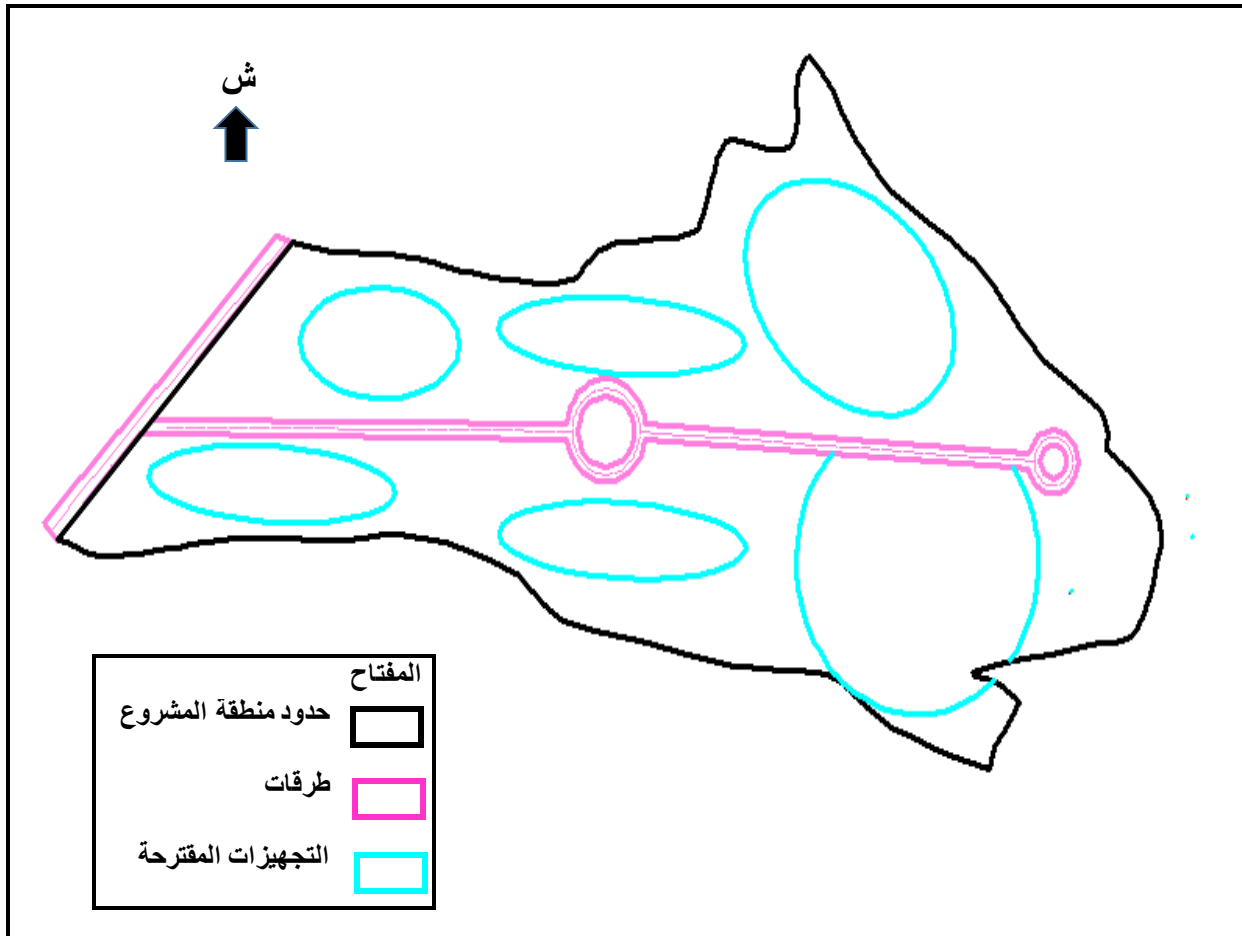 ش
المفتاح
حدود منطقة المشروع
طرقات
التجهيزات المقترحة